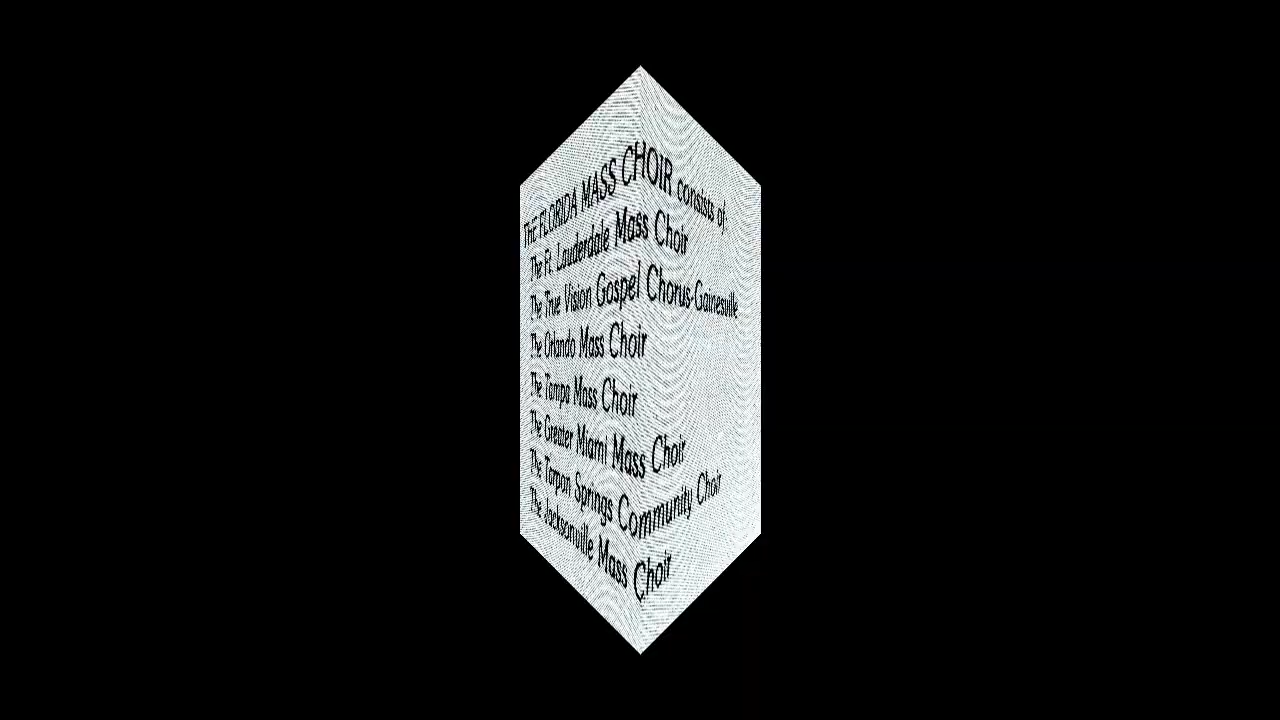 THE FLORIDA MASS CHOIR consists of
The Ft. Lauderdale Mass Choir
The True Vision Gospel Chorus-Gainesville
The Orlando Mass Choir
The Tampa Mass Choir
The Greater Miami Mass Choir
The Tarpon Springs Community Choir
The Jacksonville Mass Choir